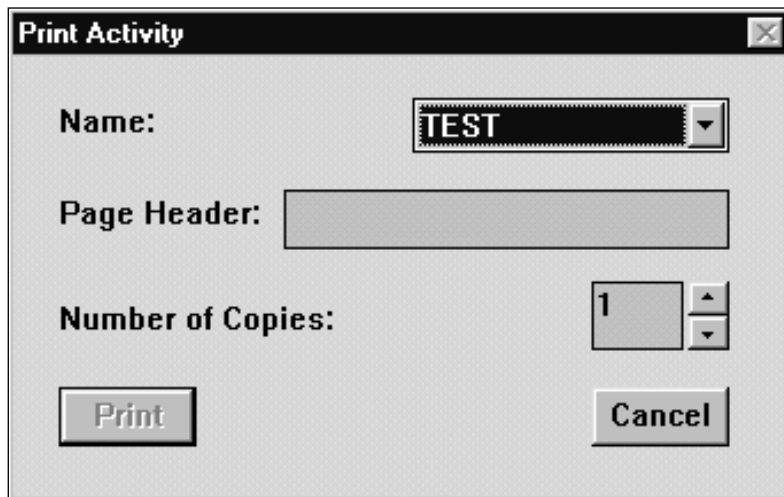 Print Activity
Name: TEST
Page Header:
Number of Copies: 1
Print Cancel